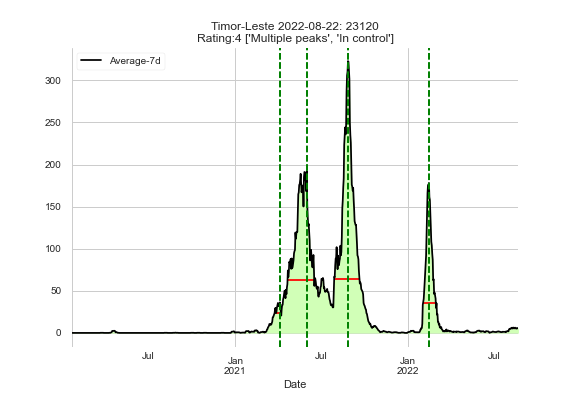 Timor-Leste 2022-08-22: 23120
Rating:4 ['Multiple peaks', 'In control']
Average-7d
300
250
200
150
100
50
0
Jul
Jan
2021
Jul
Jan
2022
Jul
Date